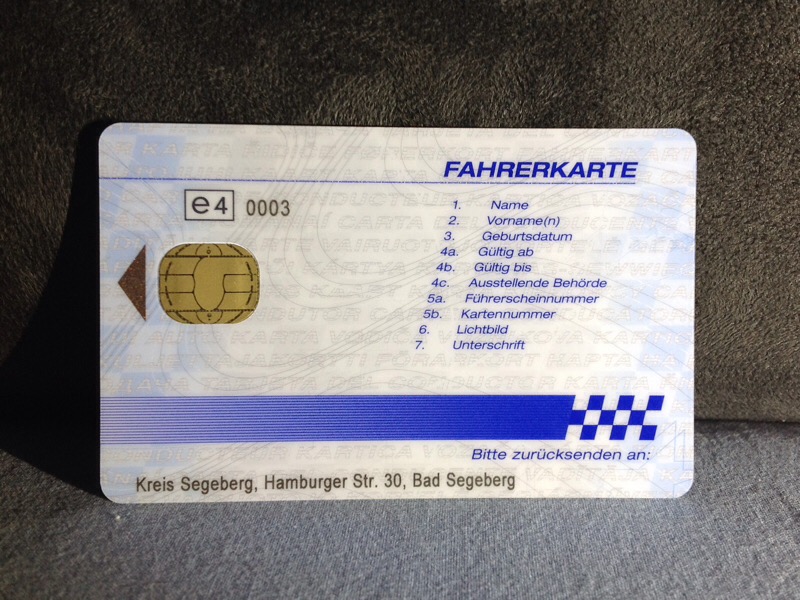 FAHRERKARTE
e4 0003
1. Name
2. Vorname(n)
3. Geburtsdatum
4a. Gültig ab
4b. Gültig bis
4c. Ausstellende Behörde
5a. Führerscheinnummer
5b. Kartennummer
6. Lichtbild
7. Unterschrift
Bitte zurücksenden an:
Kreis Segeberg, Hamburger Str. 30, Bad Segeberg